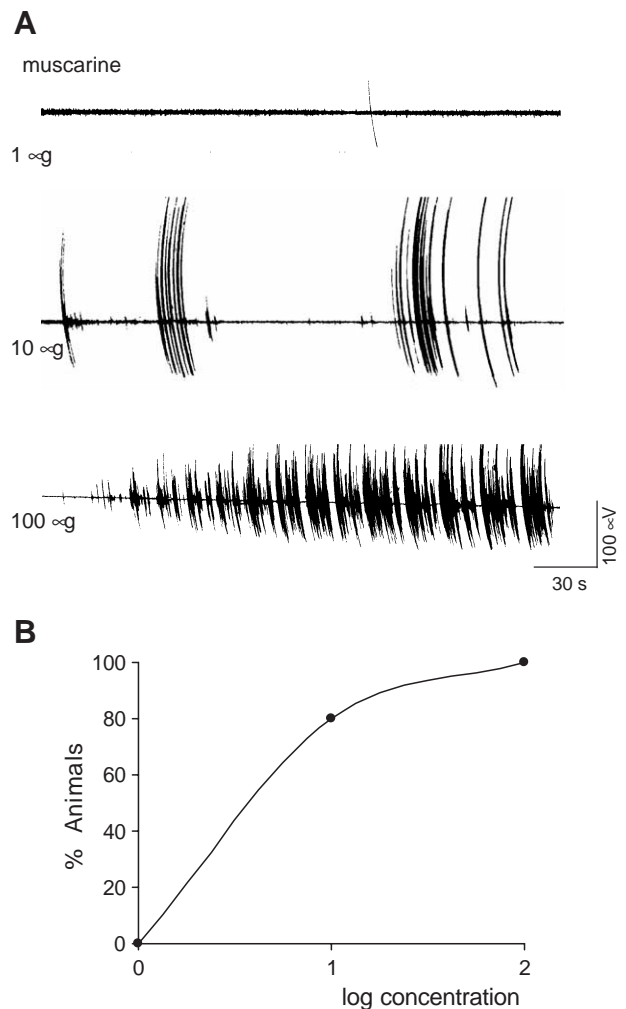 A
muscarine
1 ∝g
10 ∝g
100 ∝g
100 ∝V
30 s
B
100
80
60
40
20
0
% Animals
0 1 2
log concentration